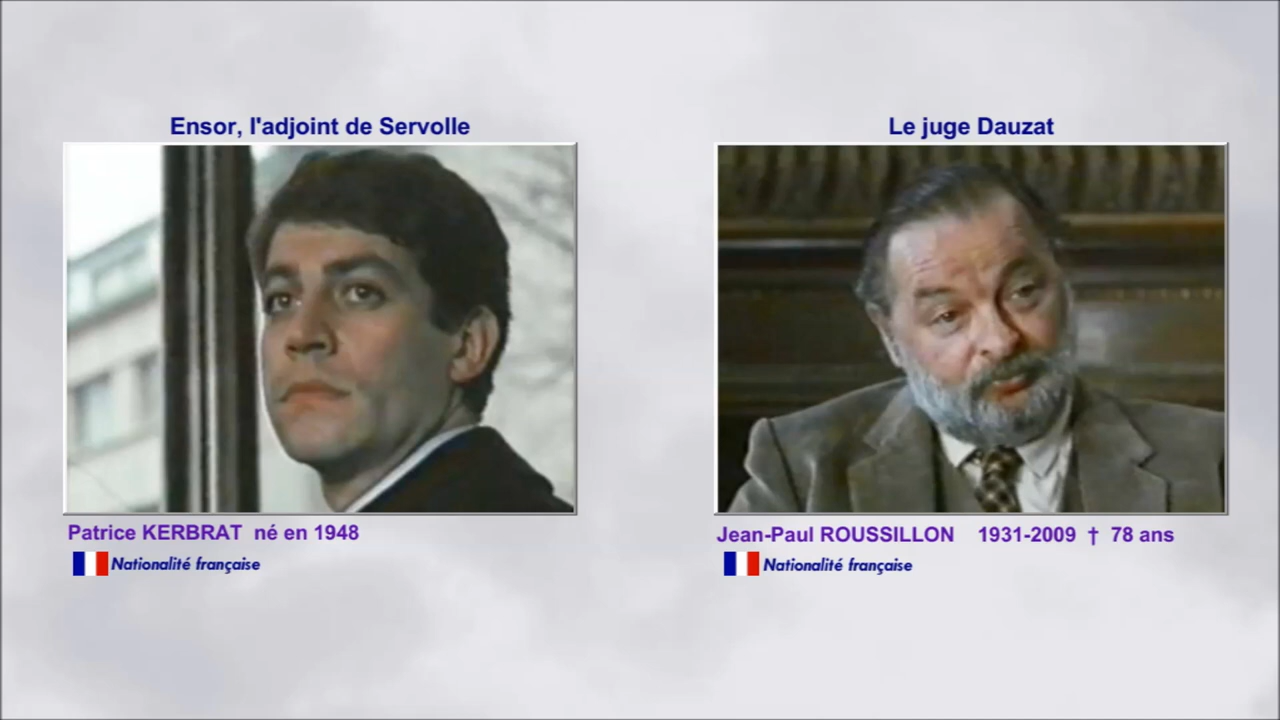 Ensor, l'adjoint de Servolle
Patrice KERBRAT né en 1948
Nationalité française
Le juge Dauzat
Jean-Paul ROUSSILLON 1931-2009 † 78 ans
Nationalité française